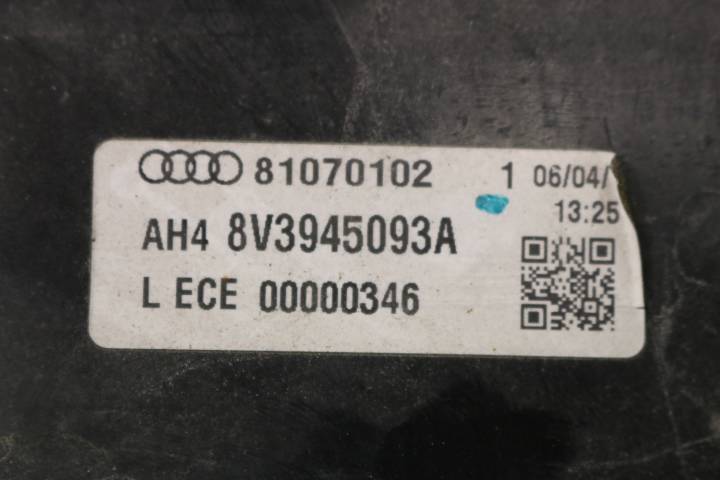 81070102 1 06/04/
13:25
AH4 8V3945093A
L ECE 00000346